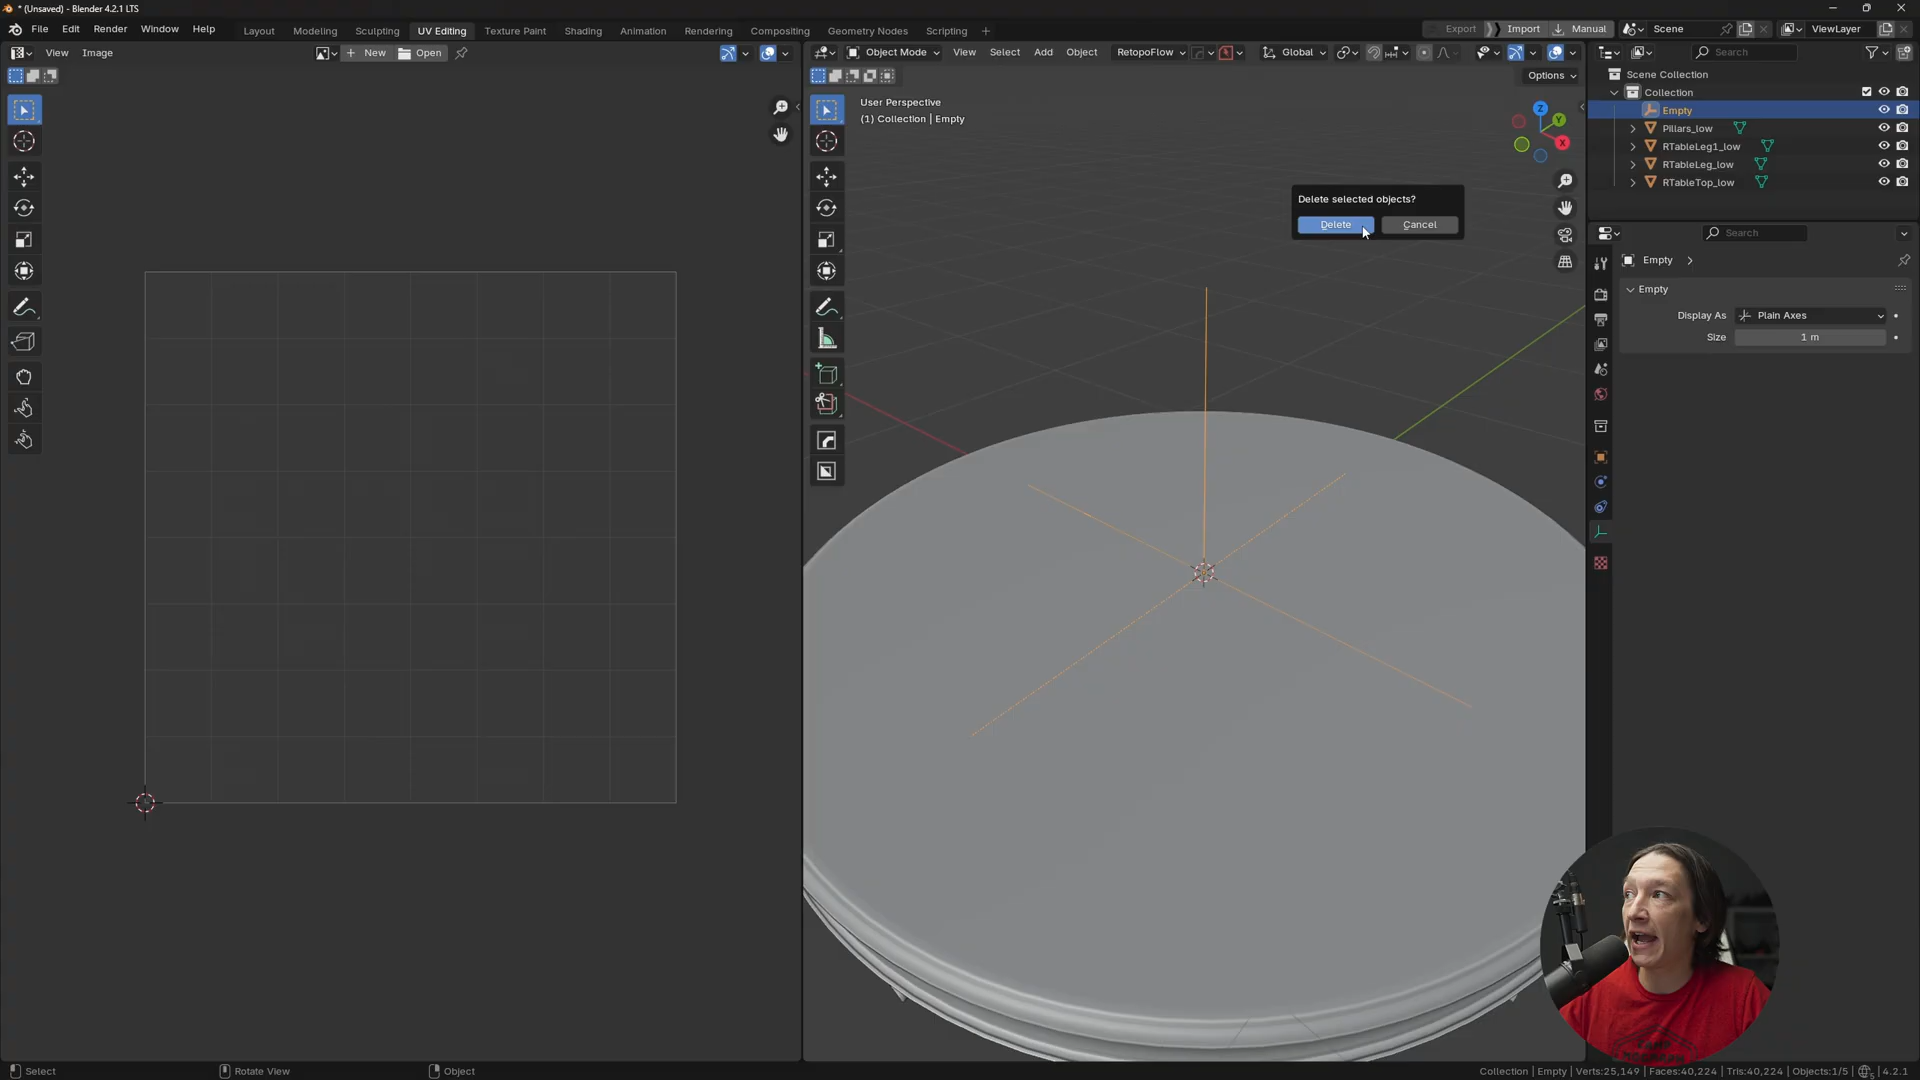 * (Unsaved) - Blender 4.2.1 LTS
File Edit Render Window Help Layout Modeling Sculpting UV Editing Texture Paint Shading Animation Rendering Compositing Geometry Nodes Scripting + Export Import Manual Scene ViewLayer
View Image New Open Object Mode View Select Add Object RetopoFlow Global Search
Options
User Perspective
(1) Collection | Empty
Z
Y
X
Scene Collection
Collection
Empty
Pillars_low
RTableLeg1_low
RTableLeg_low
RTableTop_low
Delete selected objects?
Delete Cancel
Search
Empty
Empty
Display As Plain Axes
Size 1 m
Select Rotate View Object Collection | Empty | Verts:25,149 | Faces:40,224 | Tris:40,224 | Objects:1/5 | 4.2.1